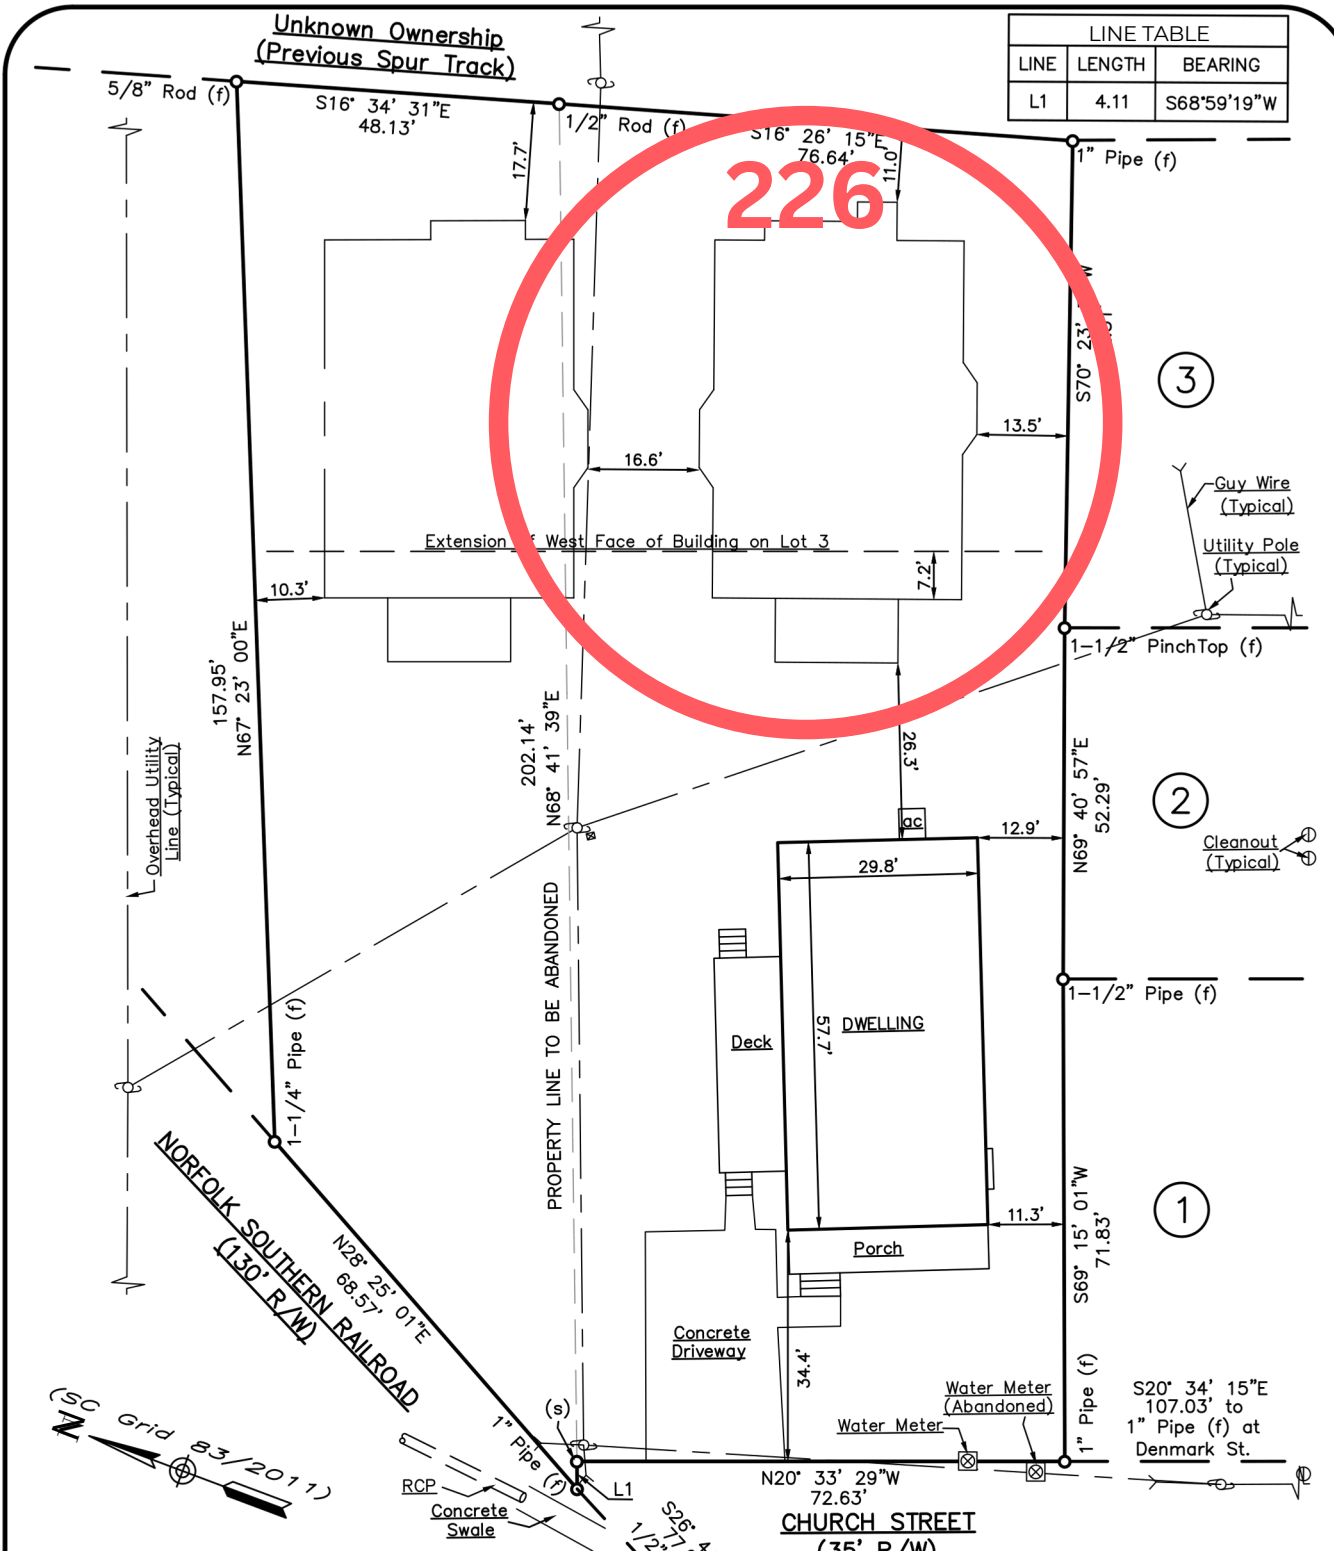 Unknown Ownership
(Previous Spur Track)
LINE TABLE
LINE LENGTH BEARING
L1 4.11 S68°59'19"W
5/8" Rod (f)
S16° 34' 31"E
48.13'
1/2" Rod (f)
S16° 26' 15"E
76.64'
1" Pipe (f)
17.7'
11.0'
226
S70° 23'
3
13.5'
16.6'
Guy Wire
(Typical)
Extension of West Face of Building on Lot 3
Utility Pole
(Typical)
7.2'
10.3'
1-1/2" PinchTop (f)
157.95'
N67° 23' 00"E
202.14'
N68° 41' 39"E
26.3'
Overhead Utility
Line (Typical)
N69° 40' 57"E
52.29'
2
ac
12.9'
Cleanout
(Typical)
29.8'
PROPERTY LINE TO BE ABANDONED
1-1/2" Pipe (f)
1-1/4" Pipe (f)
Deck
57.7'
DWELLING
NORFOLK SOUTHERN RAILROAD
(130' R/W)
N28° 25' 01"E
68.57'
11.3'
S69° 15' 01"W
71.83'
1
Porch
Concrete
Driveway
34.4'
(SC Grid 83/2011)
N
1" Pipe (f)
(s)
Water Meter
(Abandoned)
Water Meter
1" Pipe (f)
S20° 34' 15"E
107.03' to
1" Pipe (f) at
Denmark St.
RCP
Concrete
Swale
L1
N20° 33' 29"W
72.63'
CHURCH STREET
(35' R/W)
S26° 4
77.
1/2"